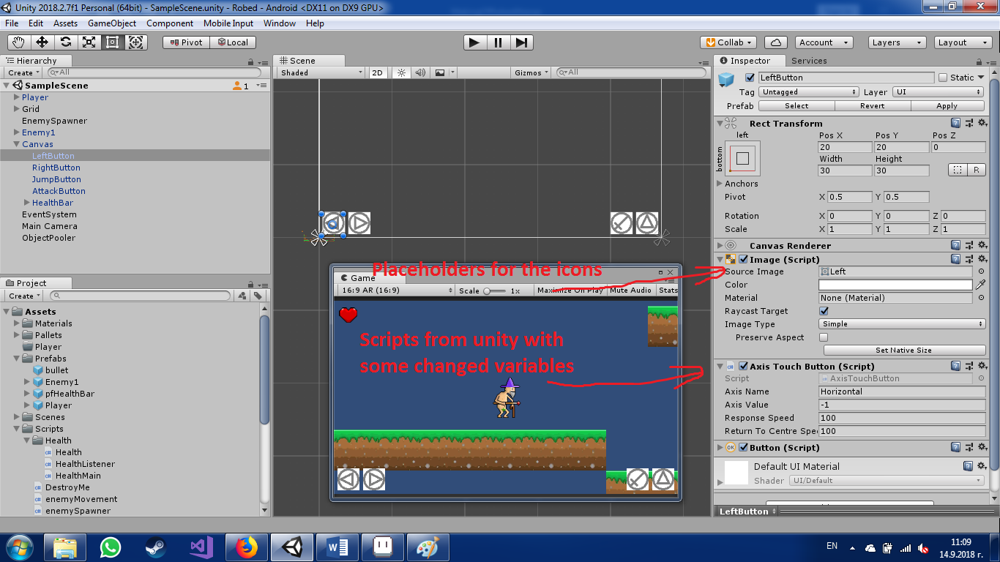 Unity 2018.2.7f1 Personal (64bit) - SampleScene.unity - Robed - Android <DX11 on DX9 GPU>
File Edit Assets GameObject Component Mobile Input Window Help
Pivot Local Collab Account Layers Layout
Hierarchy
Create All
SampleScene 1
Player
Grid
EnemySpawner
Enemy1
Canvas
LeftButton
RightButton
JumpButton
AttackButton
HealthBar
EventSystem
Main Camera
ObjectPooler
Project
Create
Assets
Materials
Pallets
Player
Prefabs
bullet
Enemy1
pfHealthBar
Player
Scenes
Scripts
Health
Health
HealthListener
HealthMain
DestroyMe
enemyMovement
enemySpawner
Scene
Shaded 2D Gizmos All
Placeholders for the icons
Game
16:9 AR (16:9) Scale 1x Maximize On Play Mute Audio Stats
Scripts from unity with
some changed variables
Inspector Services
LeftButton Static
Tag Untagged Layer UI
Prefab Select Revert Apply
Rect Transform
left Pos X Pos Y Pos Z
bottom 20 20 0
Width Height
30 30 R
Anchors
Pivot X 0.5 Y 0.5
Rotation X 0 Y 0 Z 0
Scale X 1 Y 1 Z 1
Canvas Renderer
Image (Script)
Source Image Left
Color
Material None (Material)
Raycast Target
Image Type Simple
Preserve Aspect
Set Native Size
Axis Touch Button (Script)
Script AxisTouchButton
Axis Name Horizontal
Axis Value -1
Response Speed 100
Return To Centre Spe 100
OK Button (Script)
Default UI Material
Shader UI/Default
LeftButton
EN 11:09
14.9.2018 г.